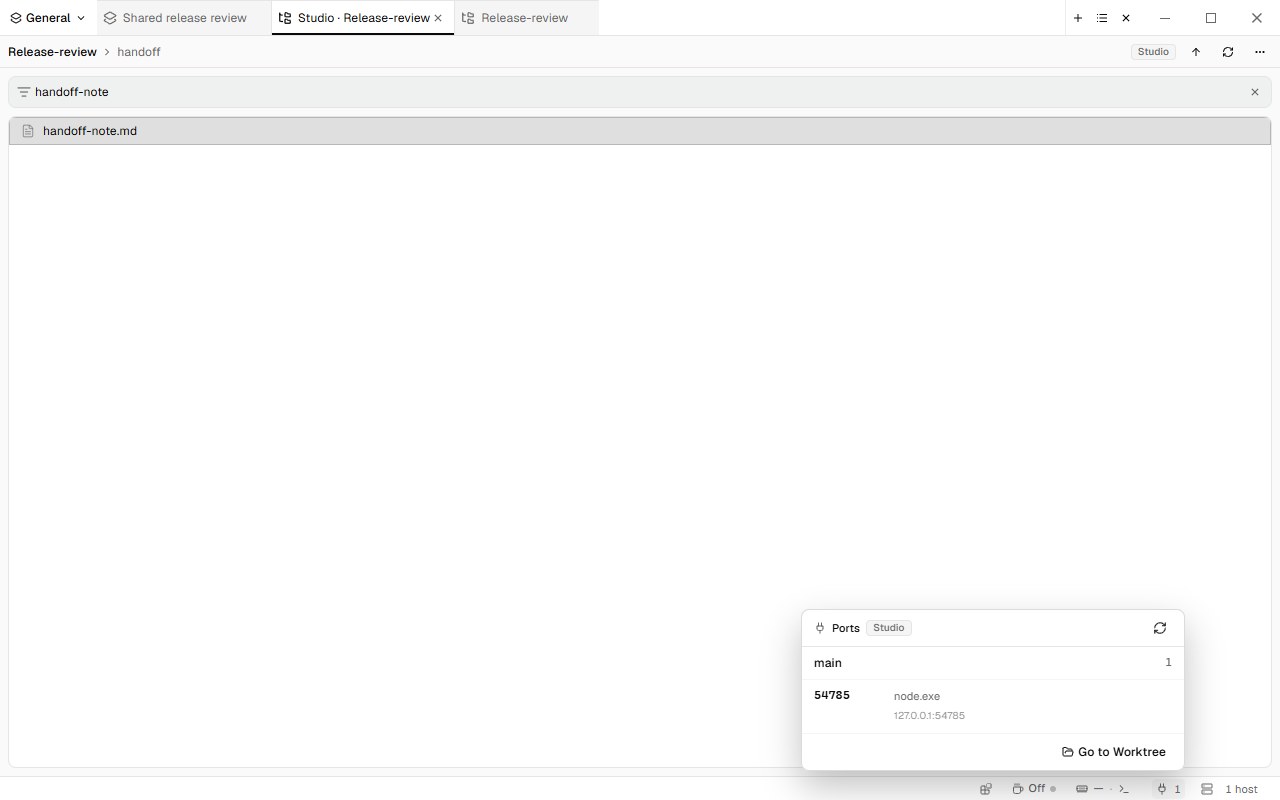 General
Shared release review
Studio · Release-review
Release-review
Release-review > handoff
Studio
handoff-note
handoff-note.md
Ports
Studio
main
1
54785
node.exe
127.0.0.1:54785
Go to Worktree
Off
1
1 host